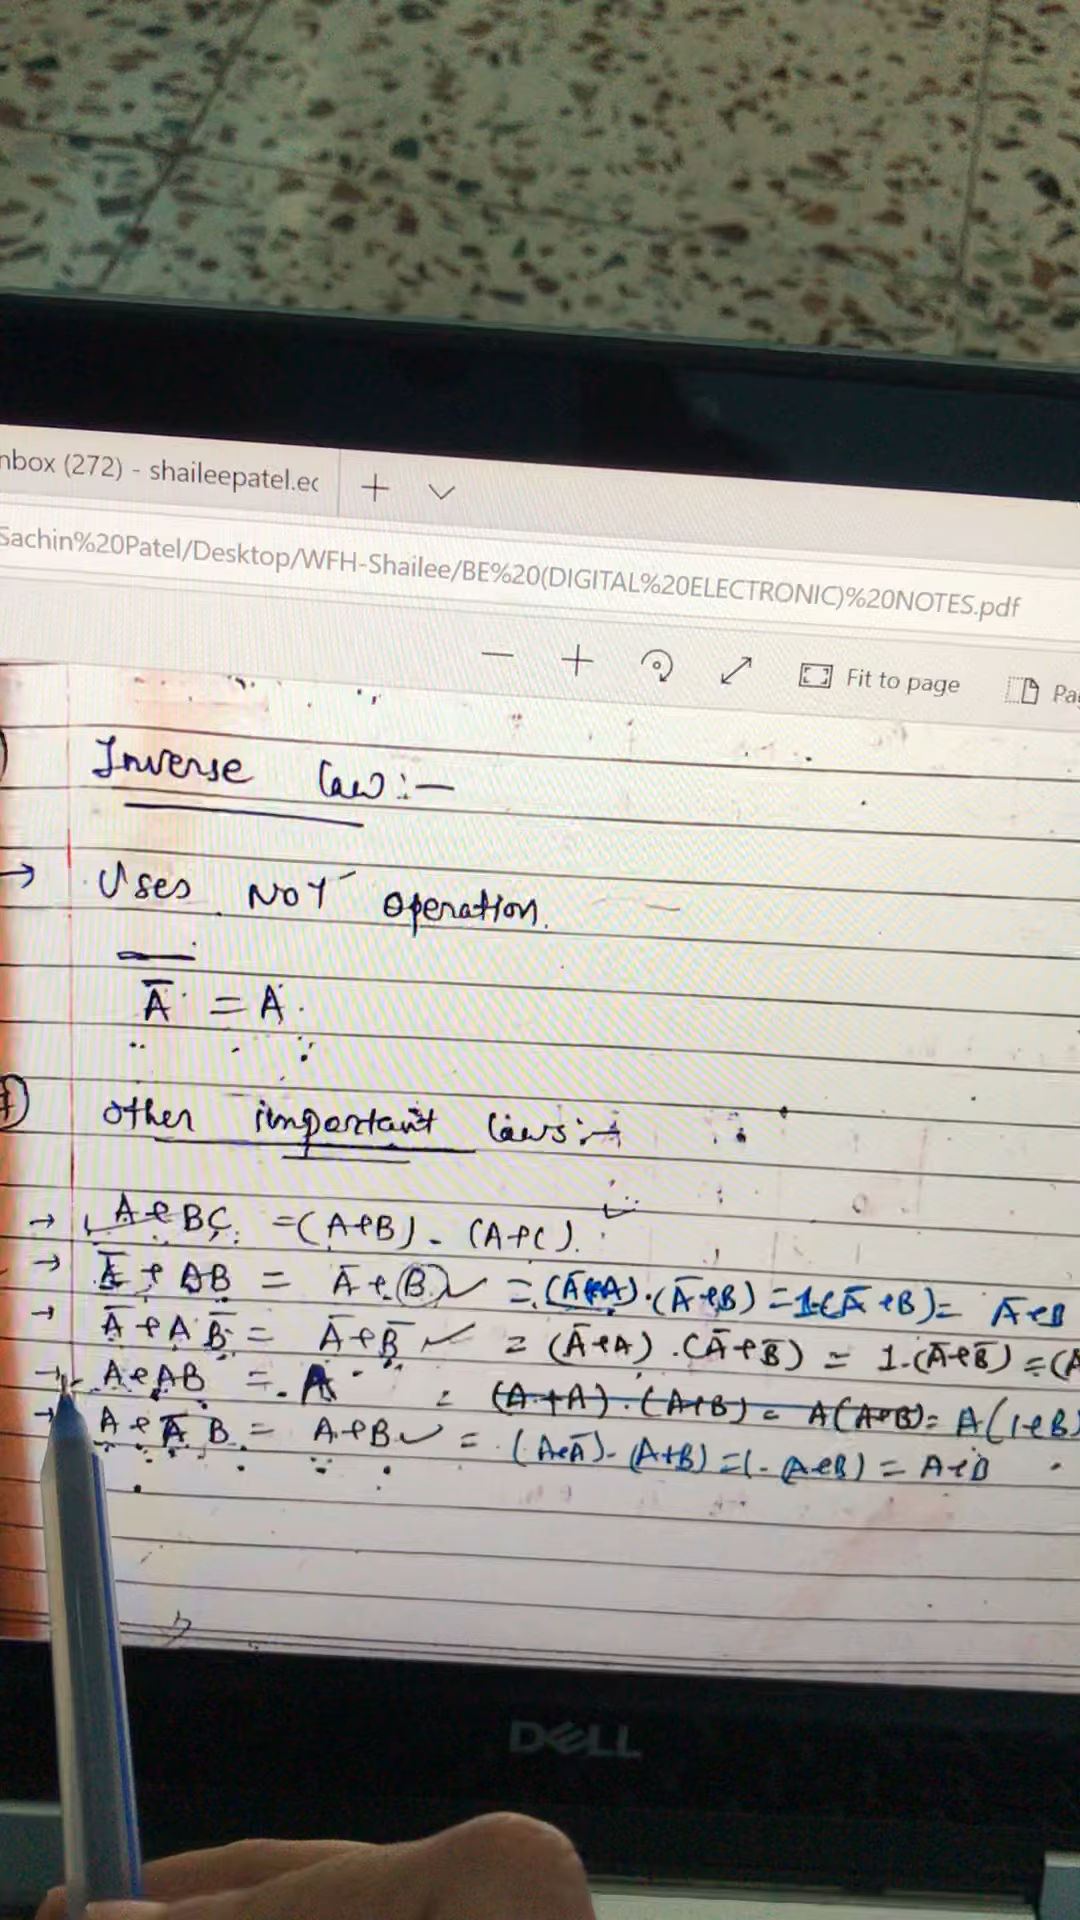 nbox (272) - shaileepatel.ec
Sachin%20Patel/Desktop/WFH-Shailee/BE%20(DIGITAL%20ELECTRONIC)%20NOTES.pdf
Fit to page
Pa
Inverse Law :-
→ Uses NOT operation.
A̿ = A.
Other important Laws :-
→ A+BC = (A+B) . (A+C).
→ A̅ + AB = A̅ + B = (A̅+A).(A̅+B) = 1.(A̅+B) = A̅+B
→ A̅+AB̅ = A̅+B̅ = (A̅+A).(A̅+B̅) = 1.(A̅+B̅) = (A
→ A+AB = A = (A+A).(A+B) = A(A+B) = A(1+B)
→ A+A̅B = A+B = (A+A̅).(A+B) = 1.(A+B) = A+B
DELL